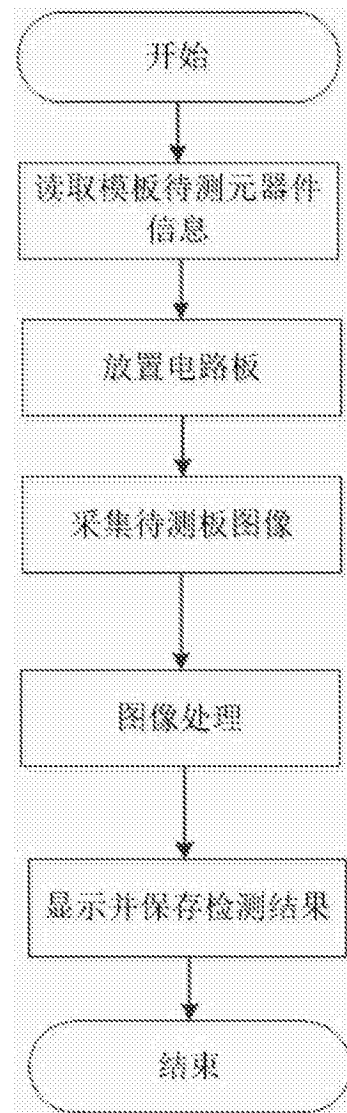 开始
读取模板待测元器件
信息
放置电路板
采集待测板图像
图像处理
显示并保存检测结果
结束